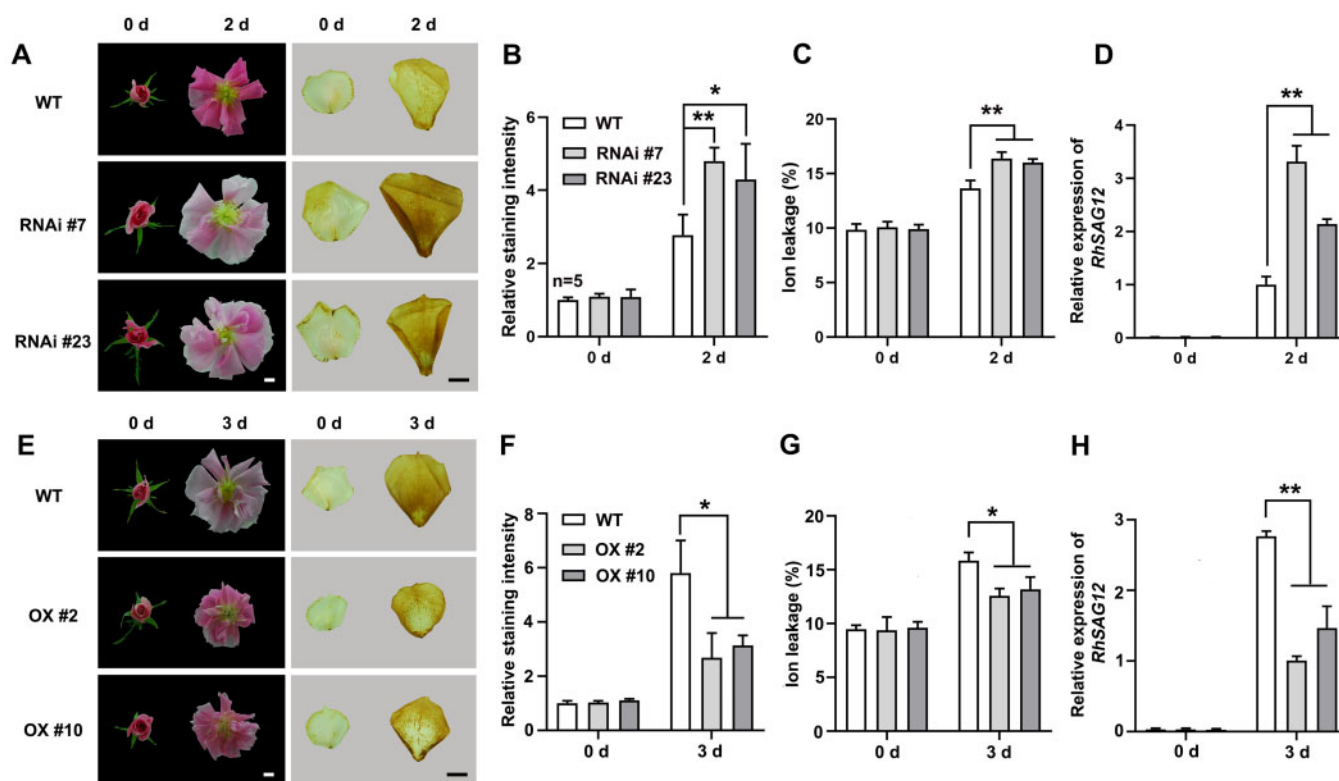 0 d 2 d 0 d 2 d
A
WT
RNAi #7
RNAi #23
B
Relative staining intensity
6
4
2
0
WT
RNAi #7
RNAi #23
n=5
**
*
0 d 2 d
C
Ion leakage (%)
20
15
10
5
0
**
0 d 2 d
D
Relative expression of
RhSAG12
4
3
2
1
0
**
0 d 2 d
0 d 3 d 0 d 3 d
E
WT
OX #2
OX #10
F
Relative staining intensity
8
6
4
2
0
WT
OX #2
OX #10
*
0 d 3 d
G
Ion leakage (%)
20
15
10
5
0
*
0 d 3 d
H
Relative expression of
RhSAG12
3
2
1
0
**
0 d 3 d